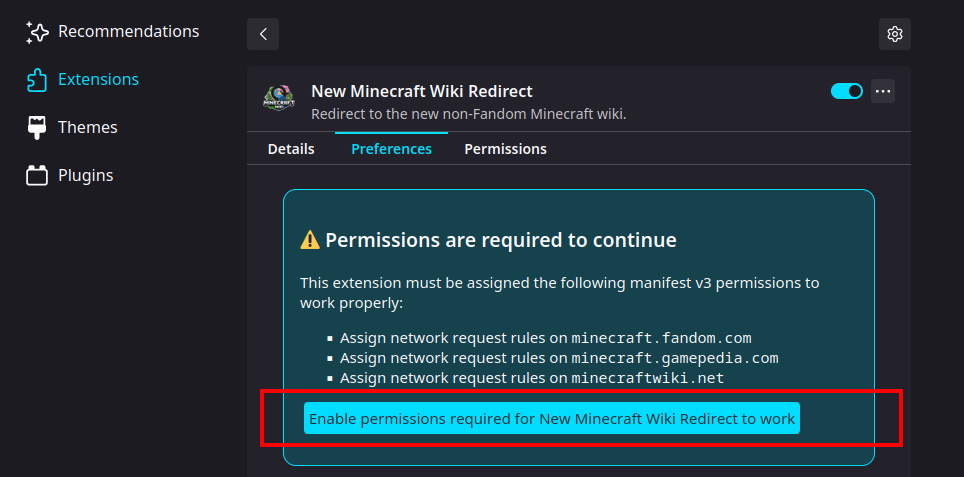 Recommendations
Extensions
Themes
Plugins
MINECRAFT
WIKI
New Minecraft Wiki Redirect
Redirect to the new non-Fandom Minecraft wiki.
Details
Preferences
Permissions
Permissions are required to continue
This extension must be assigned the following manifest v3 permissions to
work properly:
Assign network request rules on minecraft.fandom.com
Assign network request rules on minecraft.gamepedia.com
Assign network request rules on minecraftwiki.net
Enable permissions required for New Minecraft Wiki Redirect to work